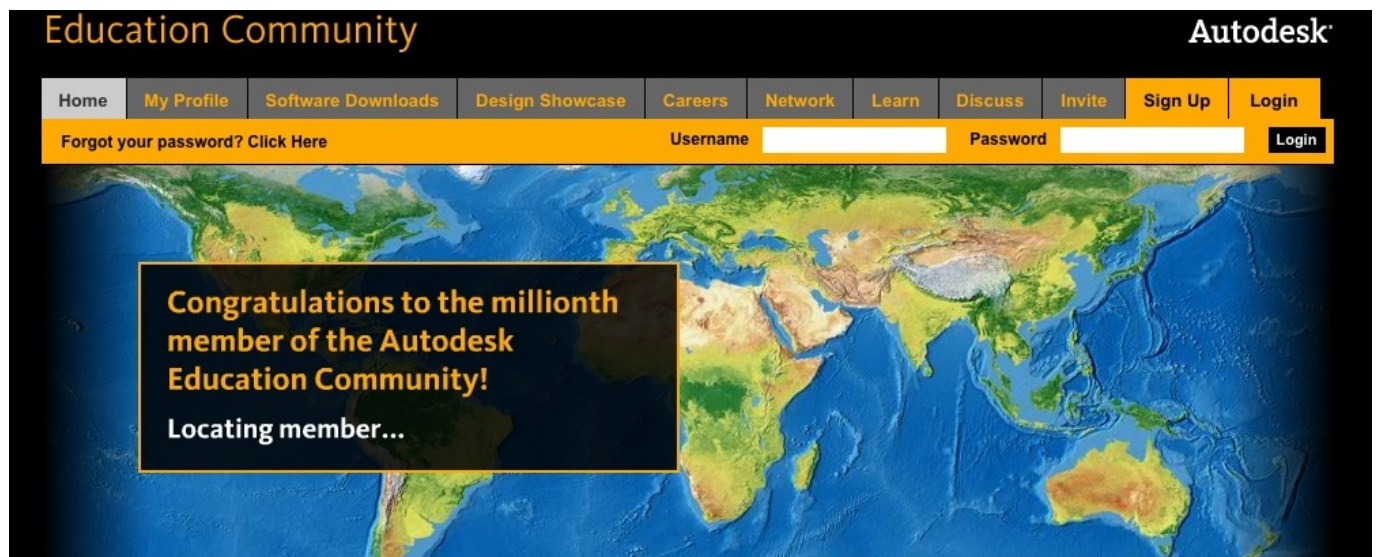 Education Community
Autodesk
Home My Profile Software Downloads Design Showcase Careers Network Learn Discuss Invite Sign Up Login
Forgot your password? Click Here Username Password Login
Congratulations to the millionth
member of the Autodesk
Education Community!
Locating member...